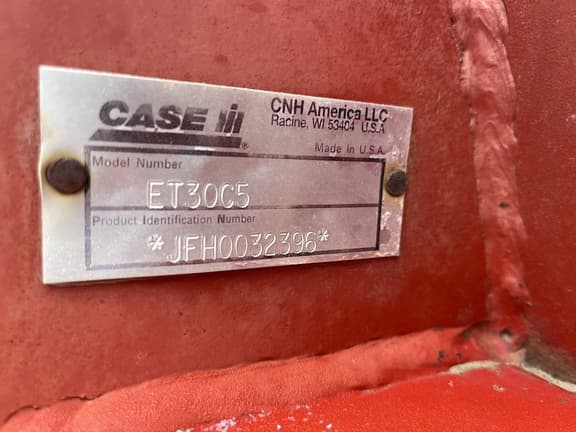 CASE IH
CNH America LLC
Racine, WI 53404 U.S.A
Made in U.S.A.
Model Number
ET30C5
Product Identification Number
*JFH0032396*